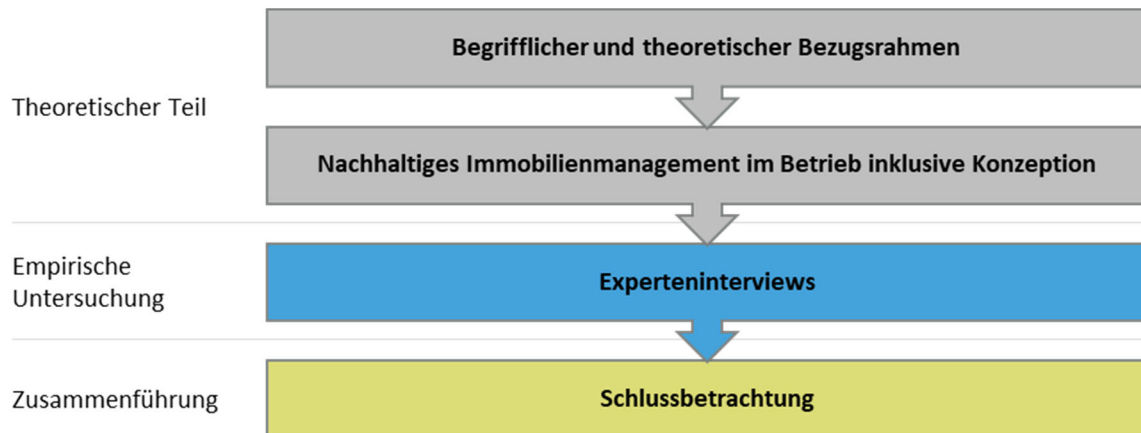 Begrifflicher und theoretischer Bezugsrahmen
Theoretischer Teil
Nachhaltiges Immobilienmanagement im Betrieb inklusive Konzeption
Empirische
Untersuchung
Experteninterviews
Zusammenführung
Schlussbetrachtung